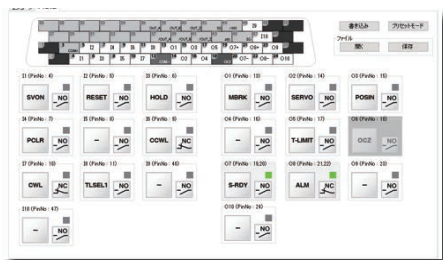 書き込み プリセットモード
ファイル
開く 保存
I1 (PinNo : 4) I2 (PinNo : 5) I3 (PinNo : 6) O1 (PinNo : 13) O2 (PinNo : 14) O3 (PinNo : 15)
SVON NO RESET NO HOLD NO MBRK NO SERVO NO POSIN NO
I4 (PinNo : 7) I5 (PinNo : 8) I6 (PinNo : 9) O4 (PinNo : 16) O5 (PinNo : 17) O6 (PinNo : 18)
PCLR NO - NO CCWL NC - NO T-LIMIT NO OCZ NO
I7 (PinNo : 10) I8 (PinNo : 11) I9 (PinNo : 46) O7 (PinNo : 19,20) O8 (PinNo : 21,22) O9 (PinNo : 23)
CWL NC TLSEL1 NO - NO S-RDY NO ALM NC - NO
I10 (PinNo : 47) O10 (PinNo : 24)
- NO - NO